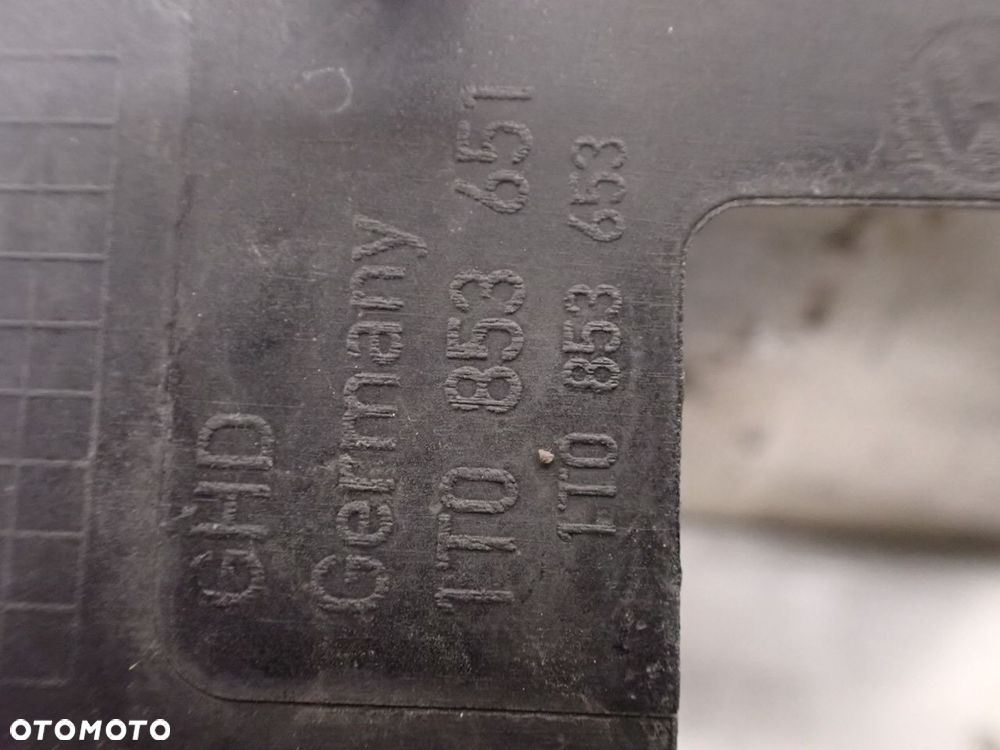 GHD
Germany
1T0 853 651
1T0 853 653
OTOMOTO